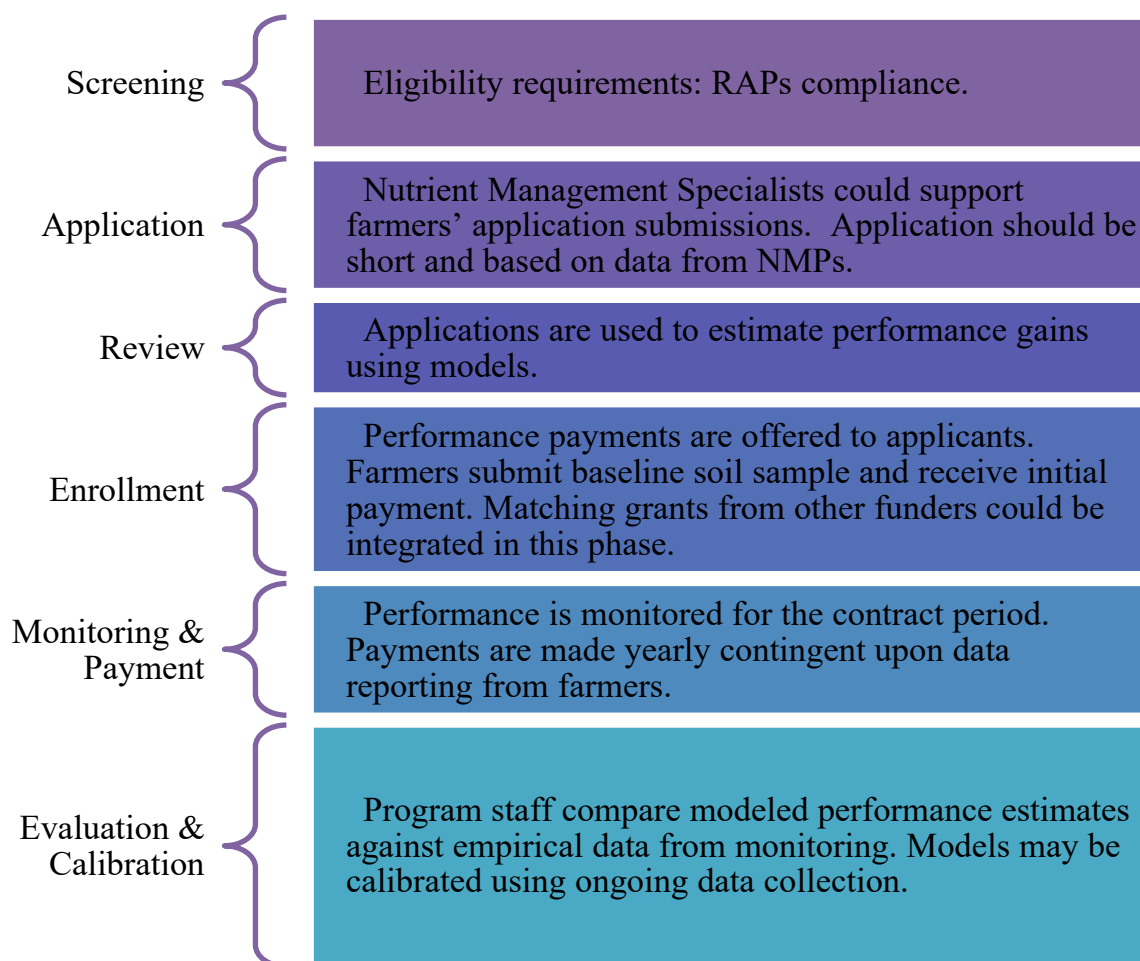 Screening
Eligibility requirements: RAPs compliance.
Application
Nutrient Management Specialists could support
farmers’ application submissions.  Application should be
short and based on data from NMPs.
Review
Applications are used to estimate performance gains
using models.
Enrollment
Performance payments are offered to applicants.
Farmers submit baseline soil sample and receive initial
payment. Matching grants from other funders could be
integrated in this phase.
Monitoring &
Payment
Performance is monitored for the contract period.
Payments are made yearly contingent upon data
reporting from farmers.
Evaluation &
Calibration
Program staff compare modeled performance estimates
against empirical data from monitoring. Models may be
calibrated using ongoing data collection.